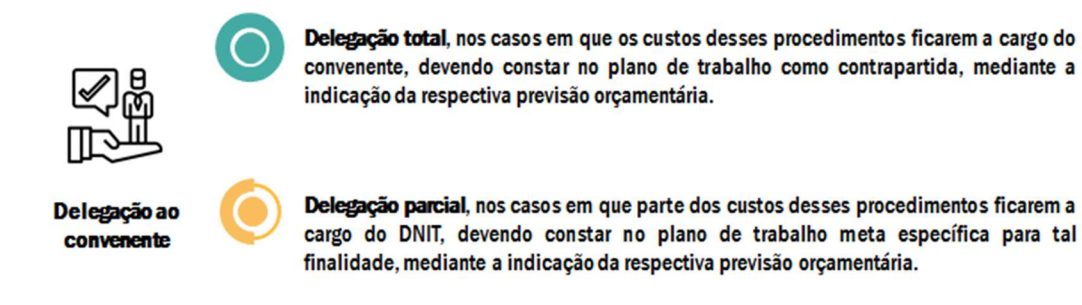 Delegação total, nos casos em que os custos desses procedimentos ficarem a cargo do
convenente, devendo constar no plano de trabalho como contrapartida, mediante a
indicação da respectiva previsão orçamentária.
Delegação ao
convenente
Delegação parcial, nos casos em que parte dos custos desses procedimentos ficarem a
cargo do DNIT, devendo constar no plano de trabalho meta específica para tal
finalidade, mediante a indicação da respectiva previsão orçamentária.